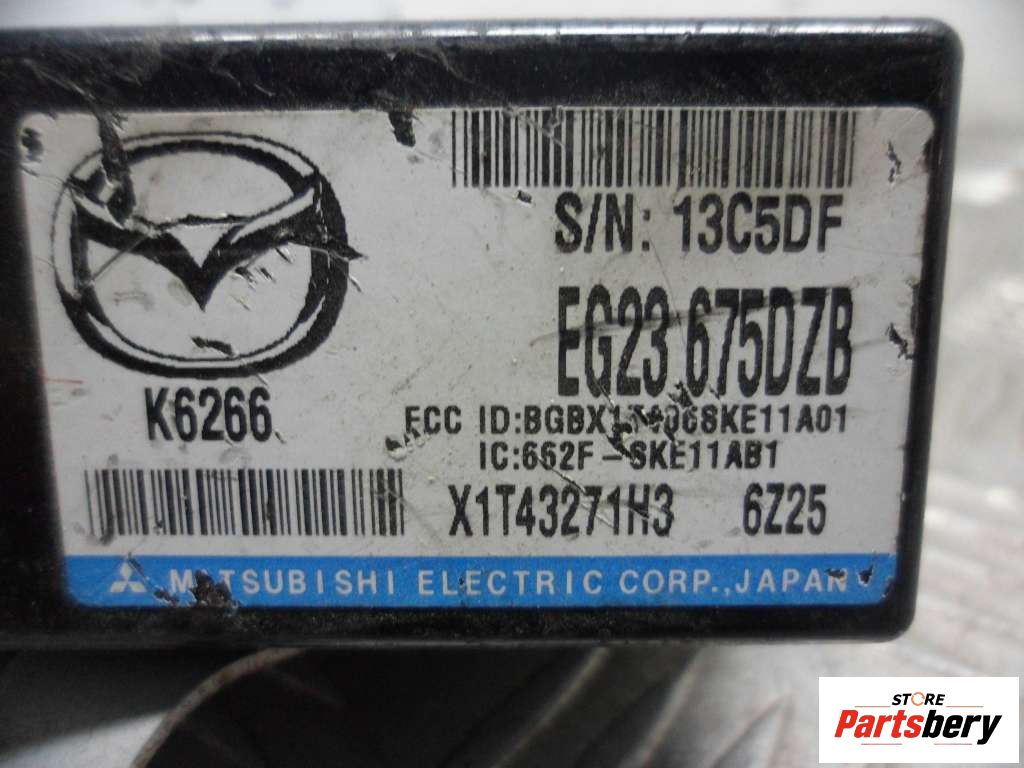 S/N: 13C5DF
EG23 675DZB
K6266
FCC ID:
IC:662F-SKE11AB1
X1T43271H3 6Z25
MITSUBISHI ELECTRIC CORP.,JAPAN
STORE
Partsbery